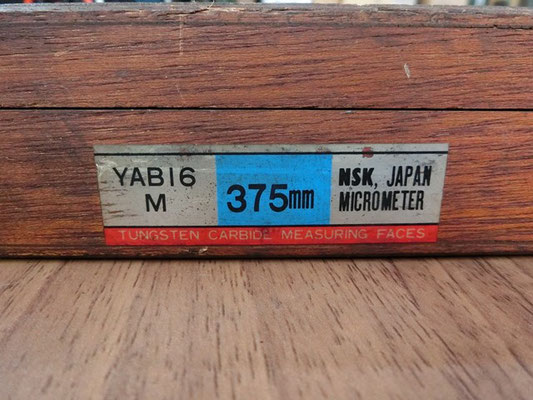 YAB16
M
375mm
NSK, JAPAN
MICROMETER
TUNGSTEN CARBIDE MEASURING FACES